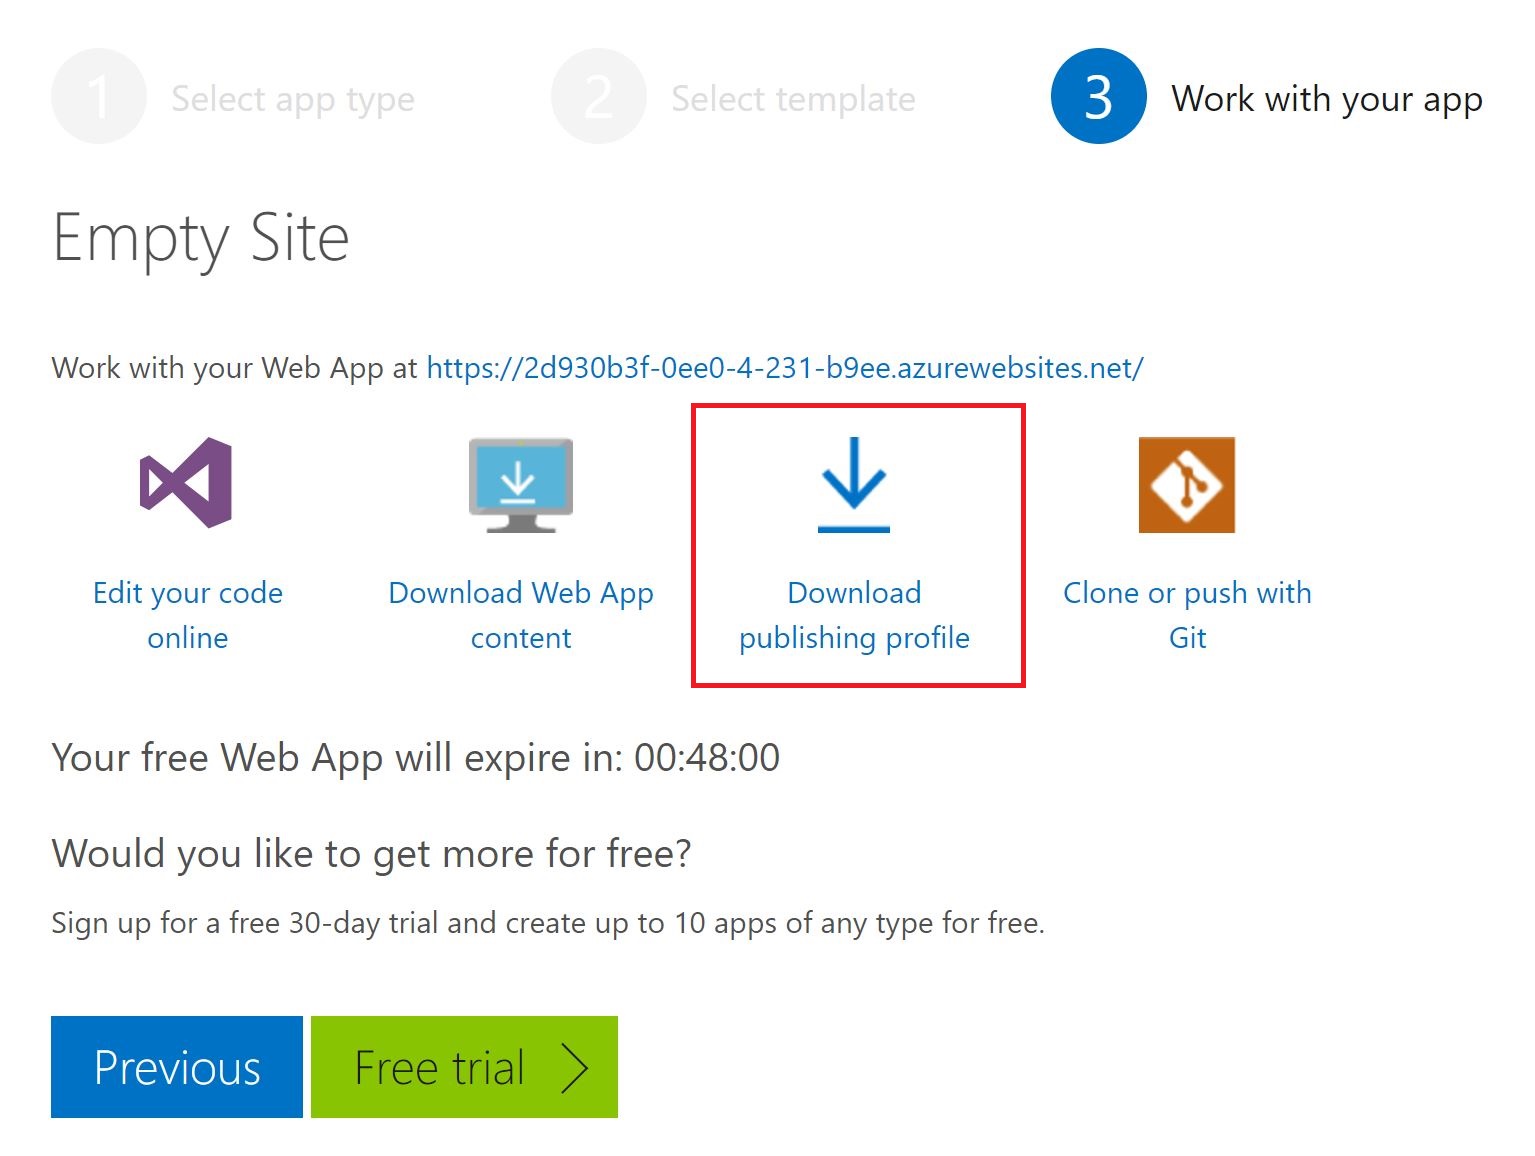 1 Select app type 2 Select template 3 Work with your app
Empty Site
Work with your Web App at https://2d930b3f-0ee0-4-231-b9ee.azurewebsites.net/
Edit your code
online
Download Web App
content
Download
publishing profile
Clone or push with
Git
Your free Web App will expire in: 00:48:00
Would you like to get more for free?
Sign up for a free 30-day trial and create up to 10 apps of any type for free.
Previous
Free trial